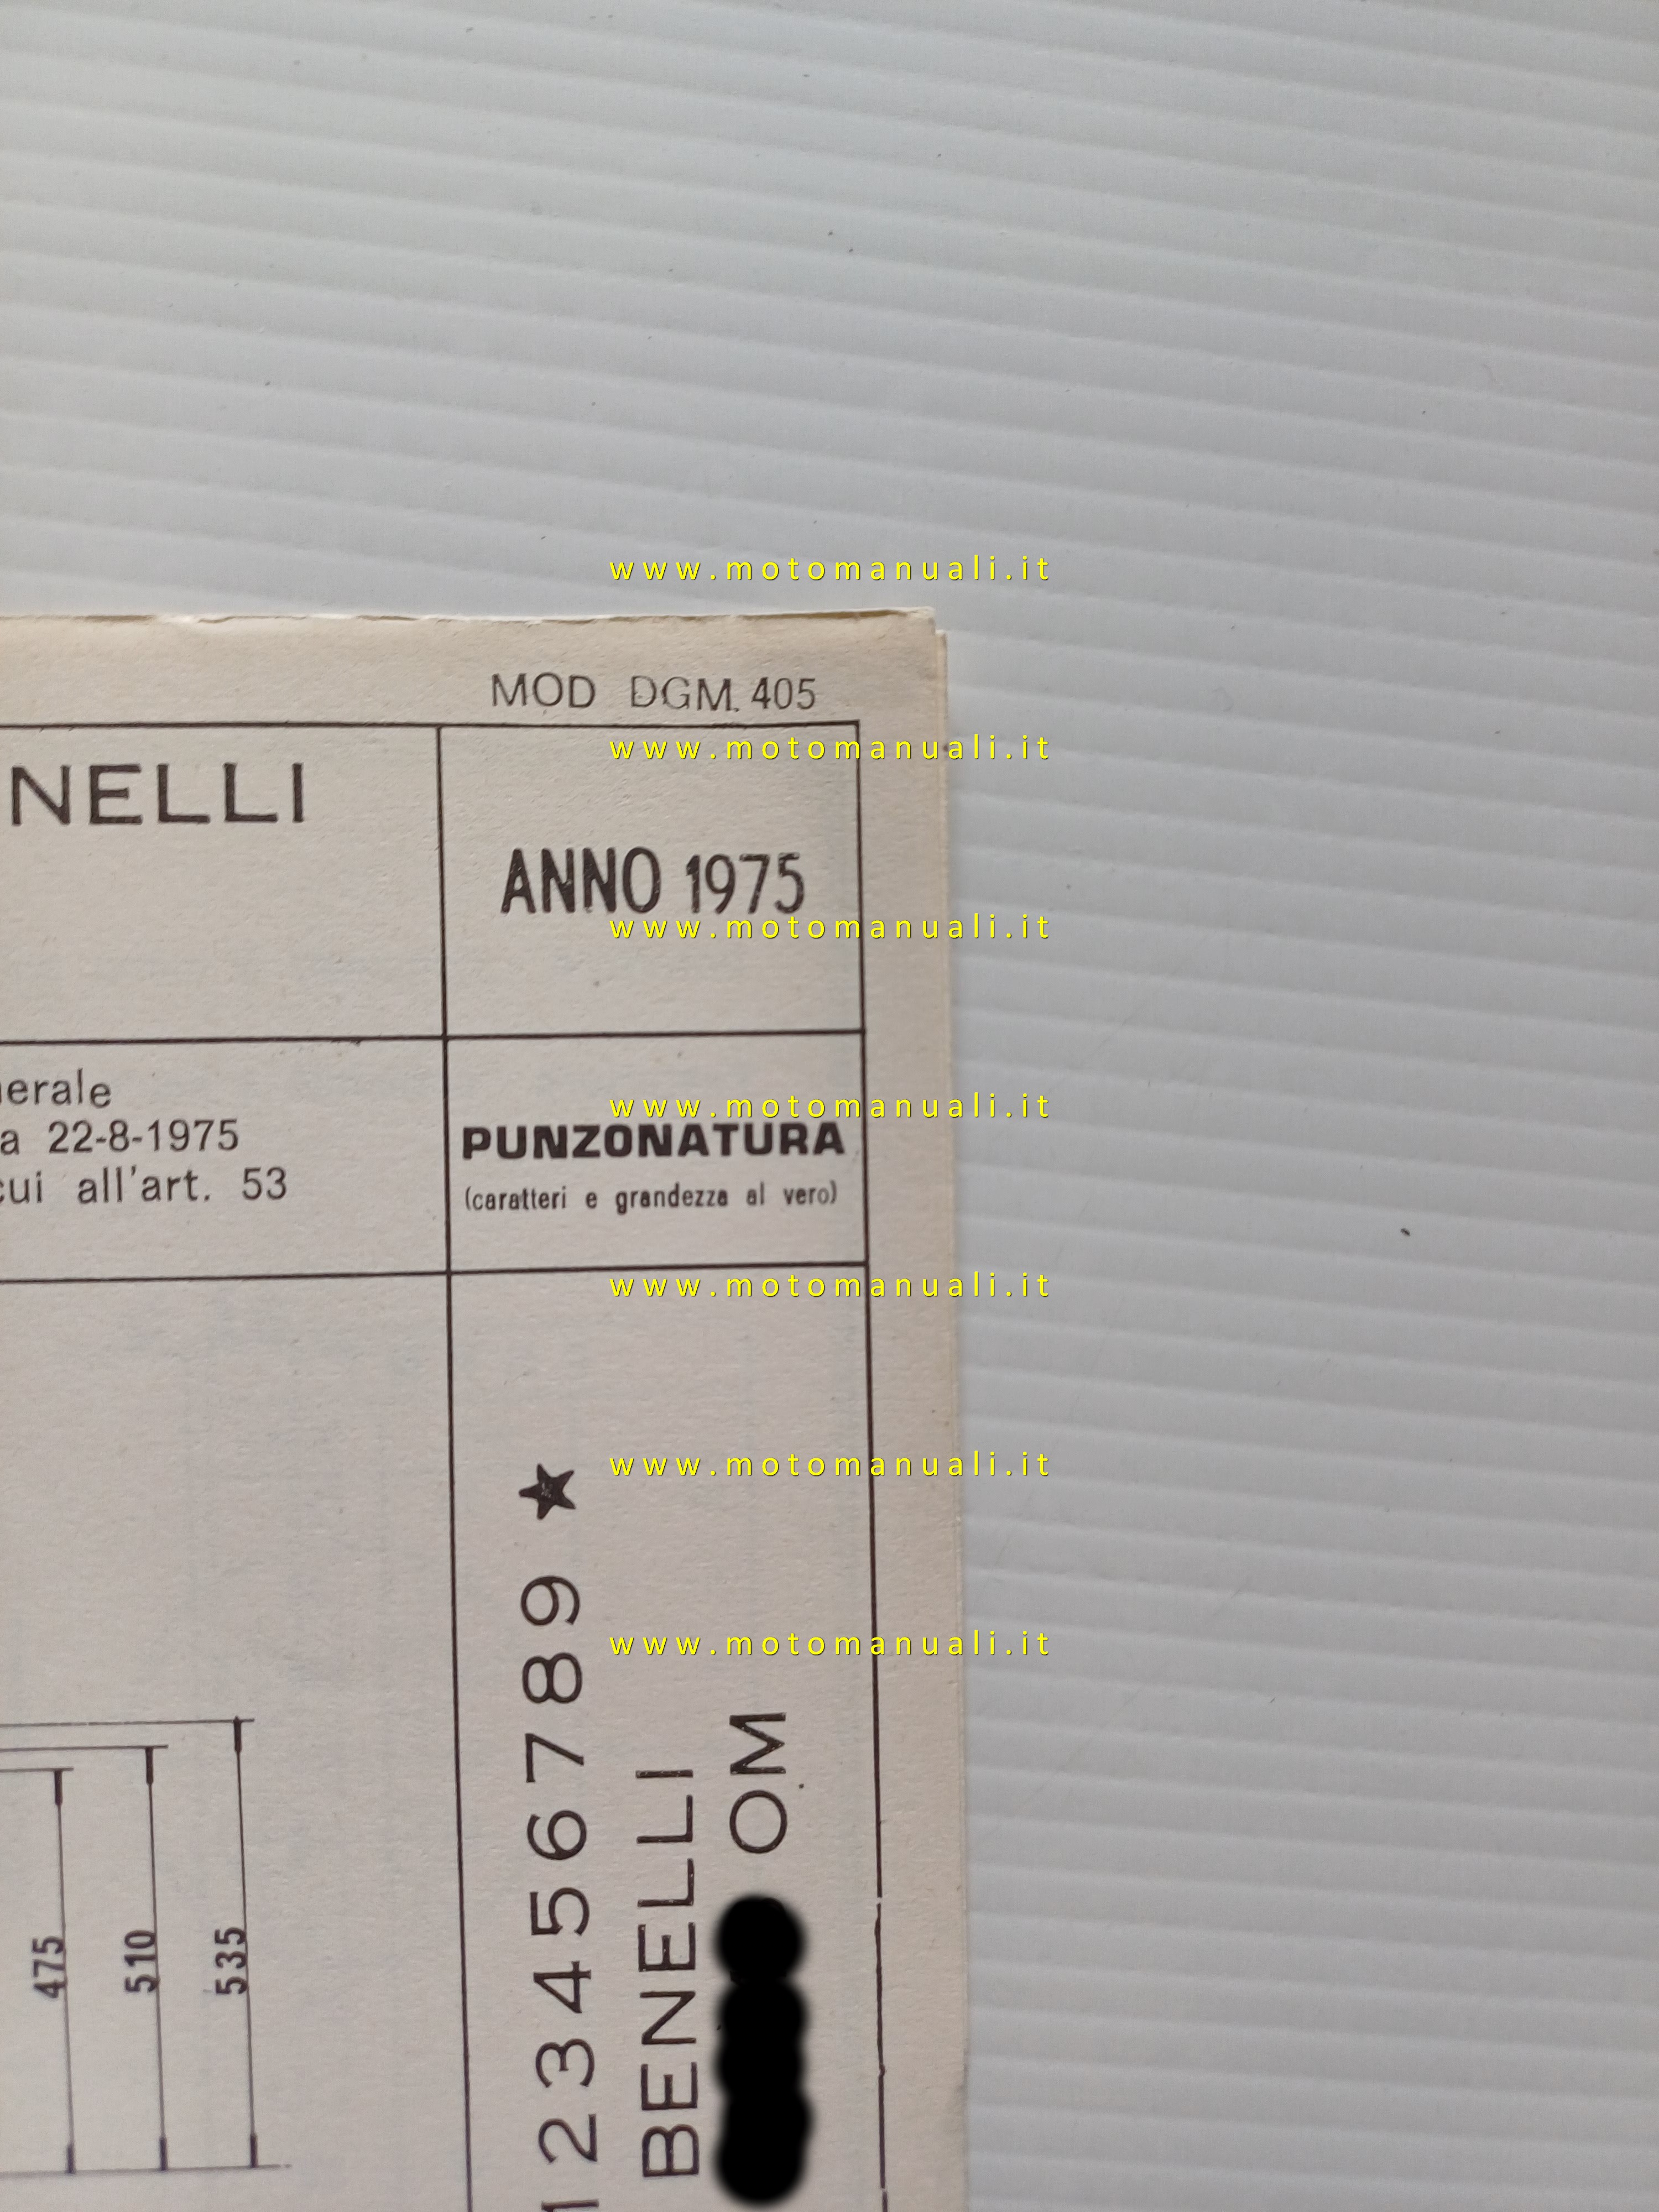 www.motomanuali.it
MOD DGM. 405
www.motomanuali.it
NELLI
ANNO 1975
www.motomanuali.it
nerale
a 22-8-1975
cui all'art. 53
www.motomanuali.it
PUNZONATURA
(caratteri e grandezza al vero)
www.motomanuali.it
www.motomanuali.it
www.motomanuali.it
123456789 ★
BENELLI
OM
475
510
535